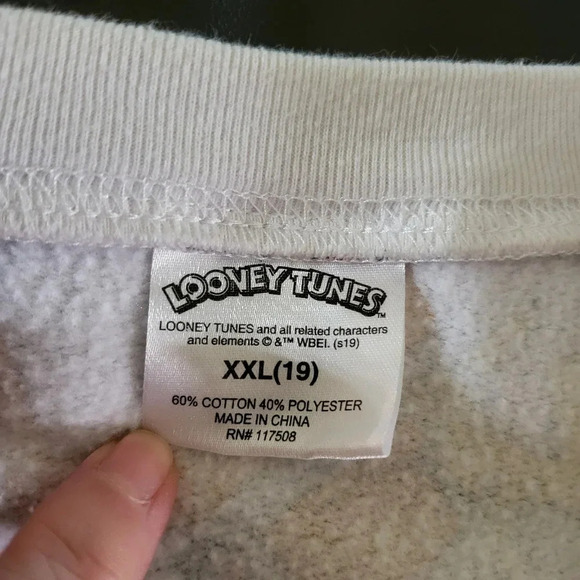 LOONEY TUNES™
LOONEY TUNES and all related characters
and elements © &™ WBEI. (s19)
XXL(19)
60% COTTON 40% POLYESTER
MADE IN CHINA
RN# 117508